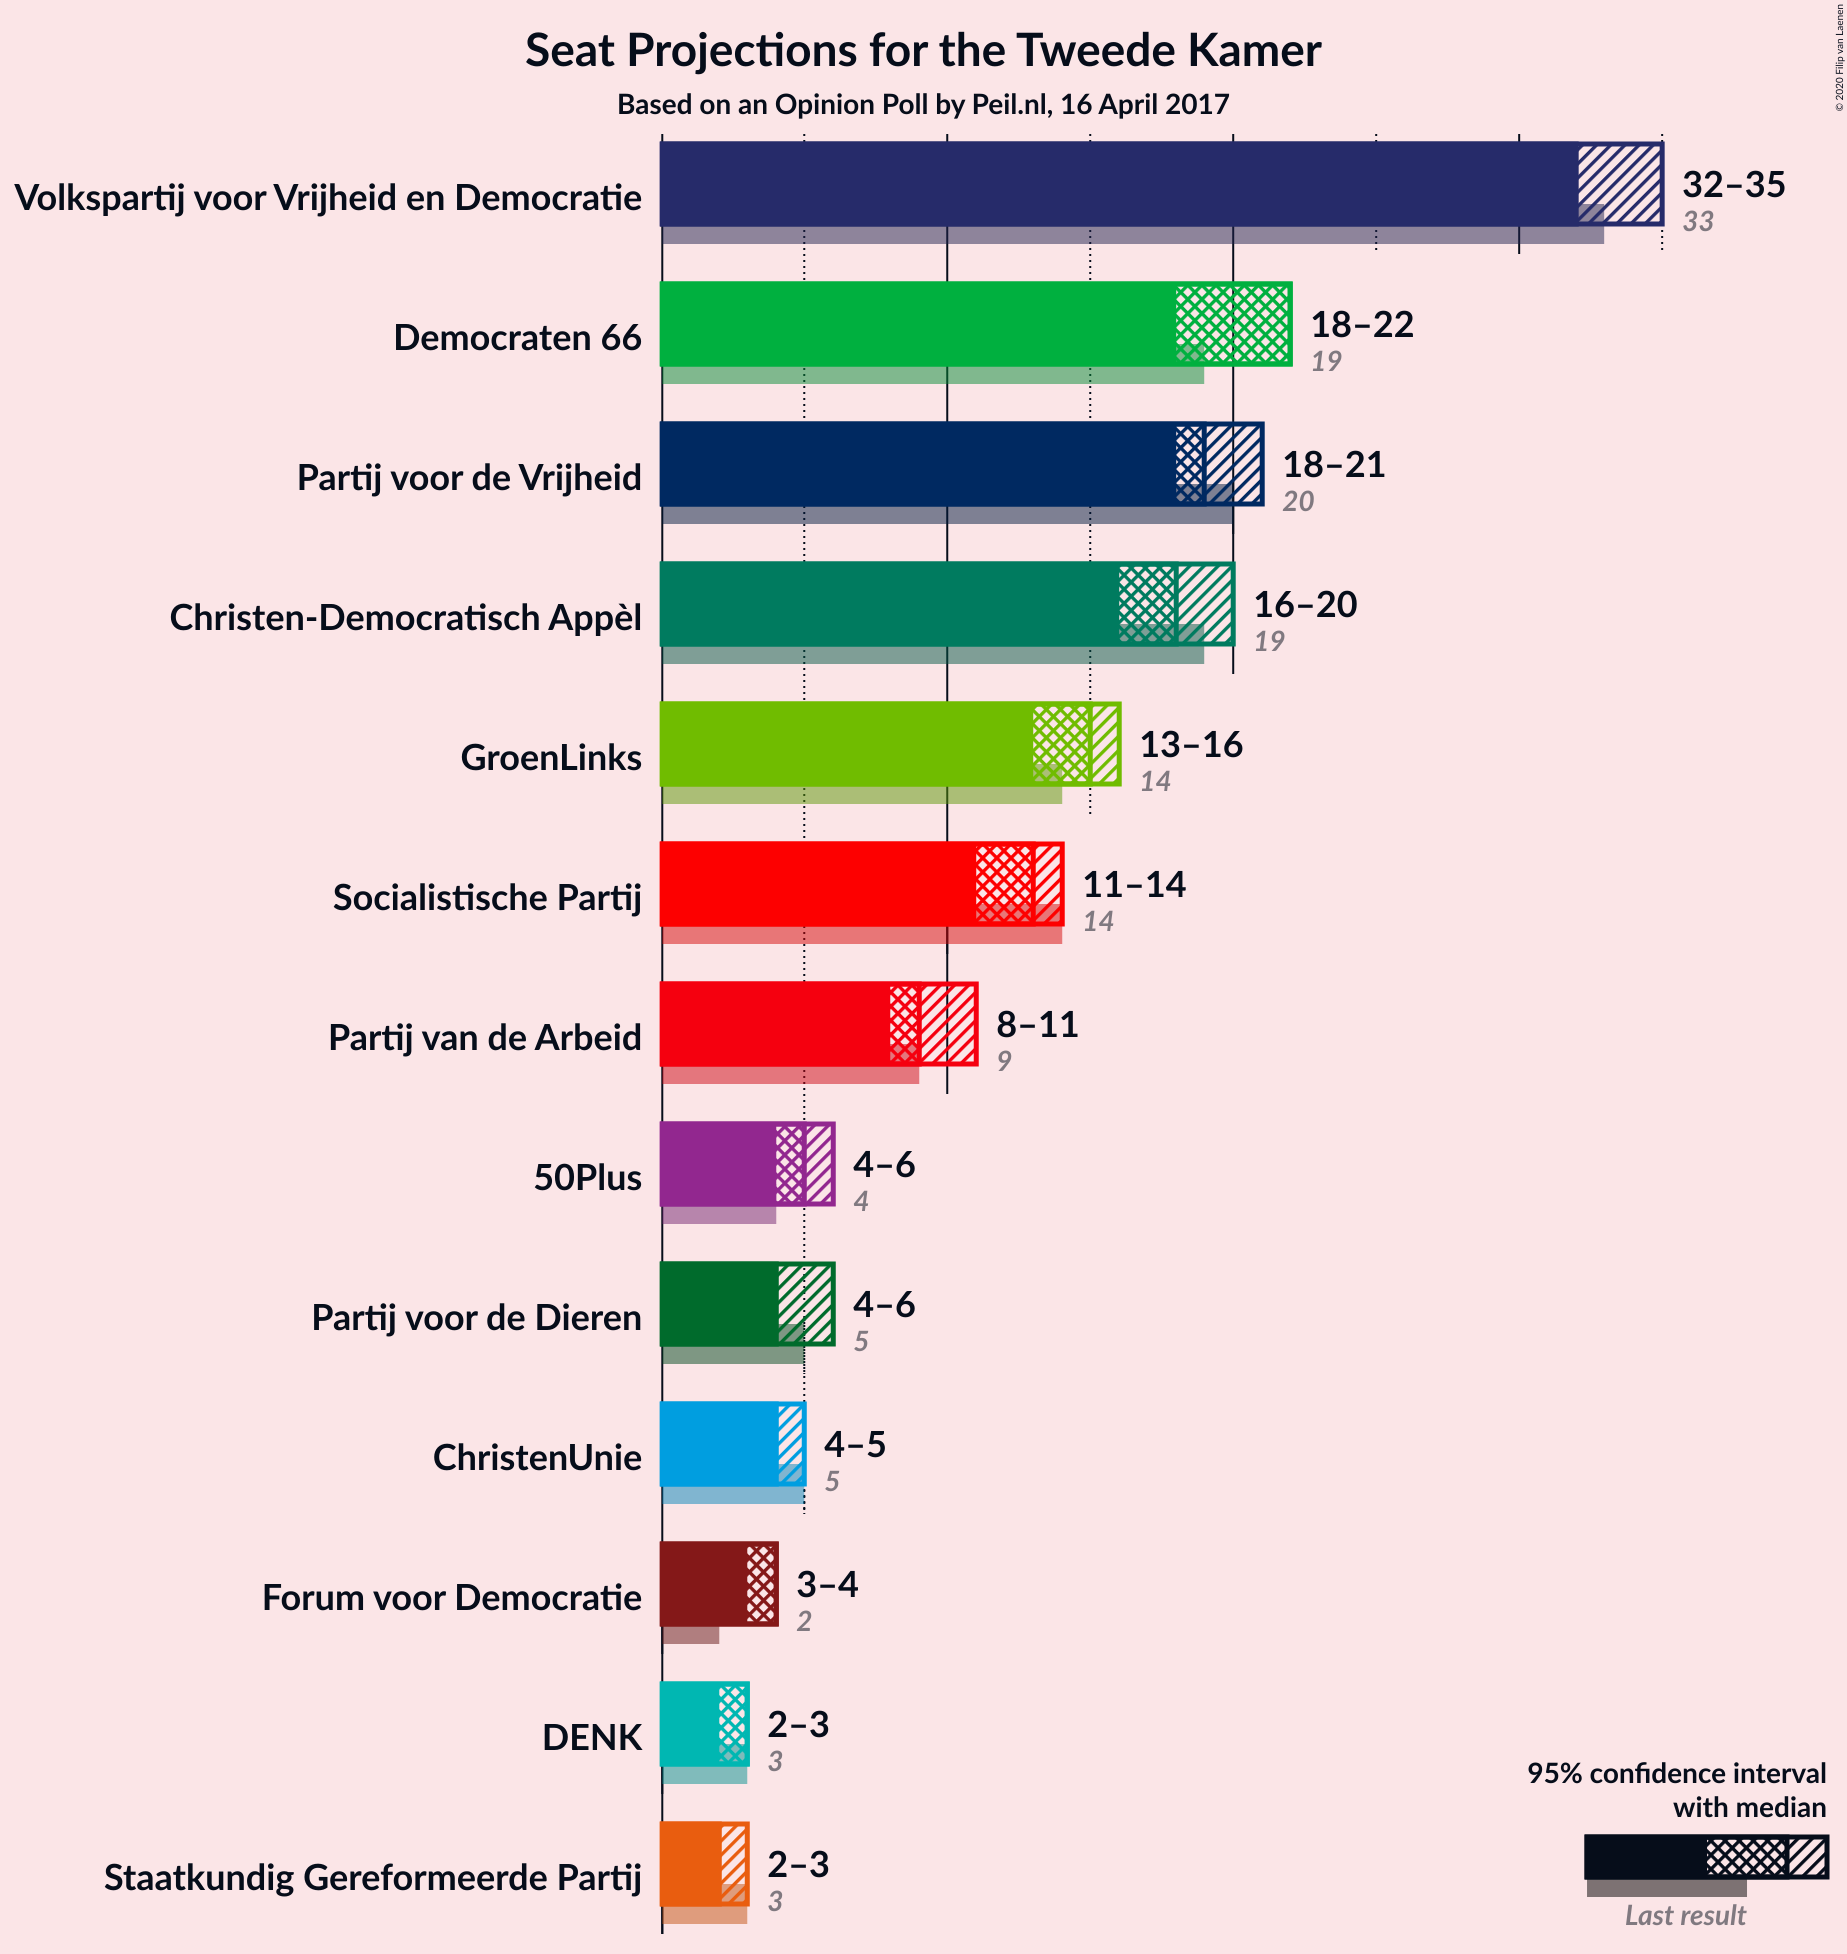 Seat Projections for the Tweede Kamer
Based on an Opinion Poll by Peil.nl, 16 April 2017
© 2020 Filip van Laenen
Volkspartij voor Vrijheid en Democratie
32–35
33
Democraten 66
18–22
19
Partij voor de Vrijheid
18–21
20
Christen-Democratisch Appèl
16–20
19
GroenLinks
13–16
14
Socialistische Partij
11–14
14
Partij van de Arbeid
8–11
9
50Plus
4–6
4
Partij voor de Dieren
4–6
5
ChristenUnie
4–5
5
Forum voor Democratie
3–4
2
DENK
2–3
3
Staatkundig Gereformeerde Partij
2–3
3
95% confidence interval
with median
Last result